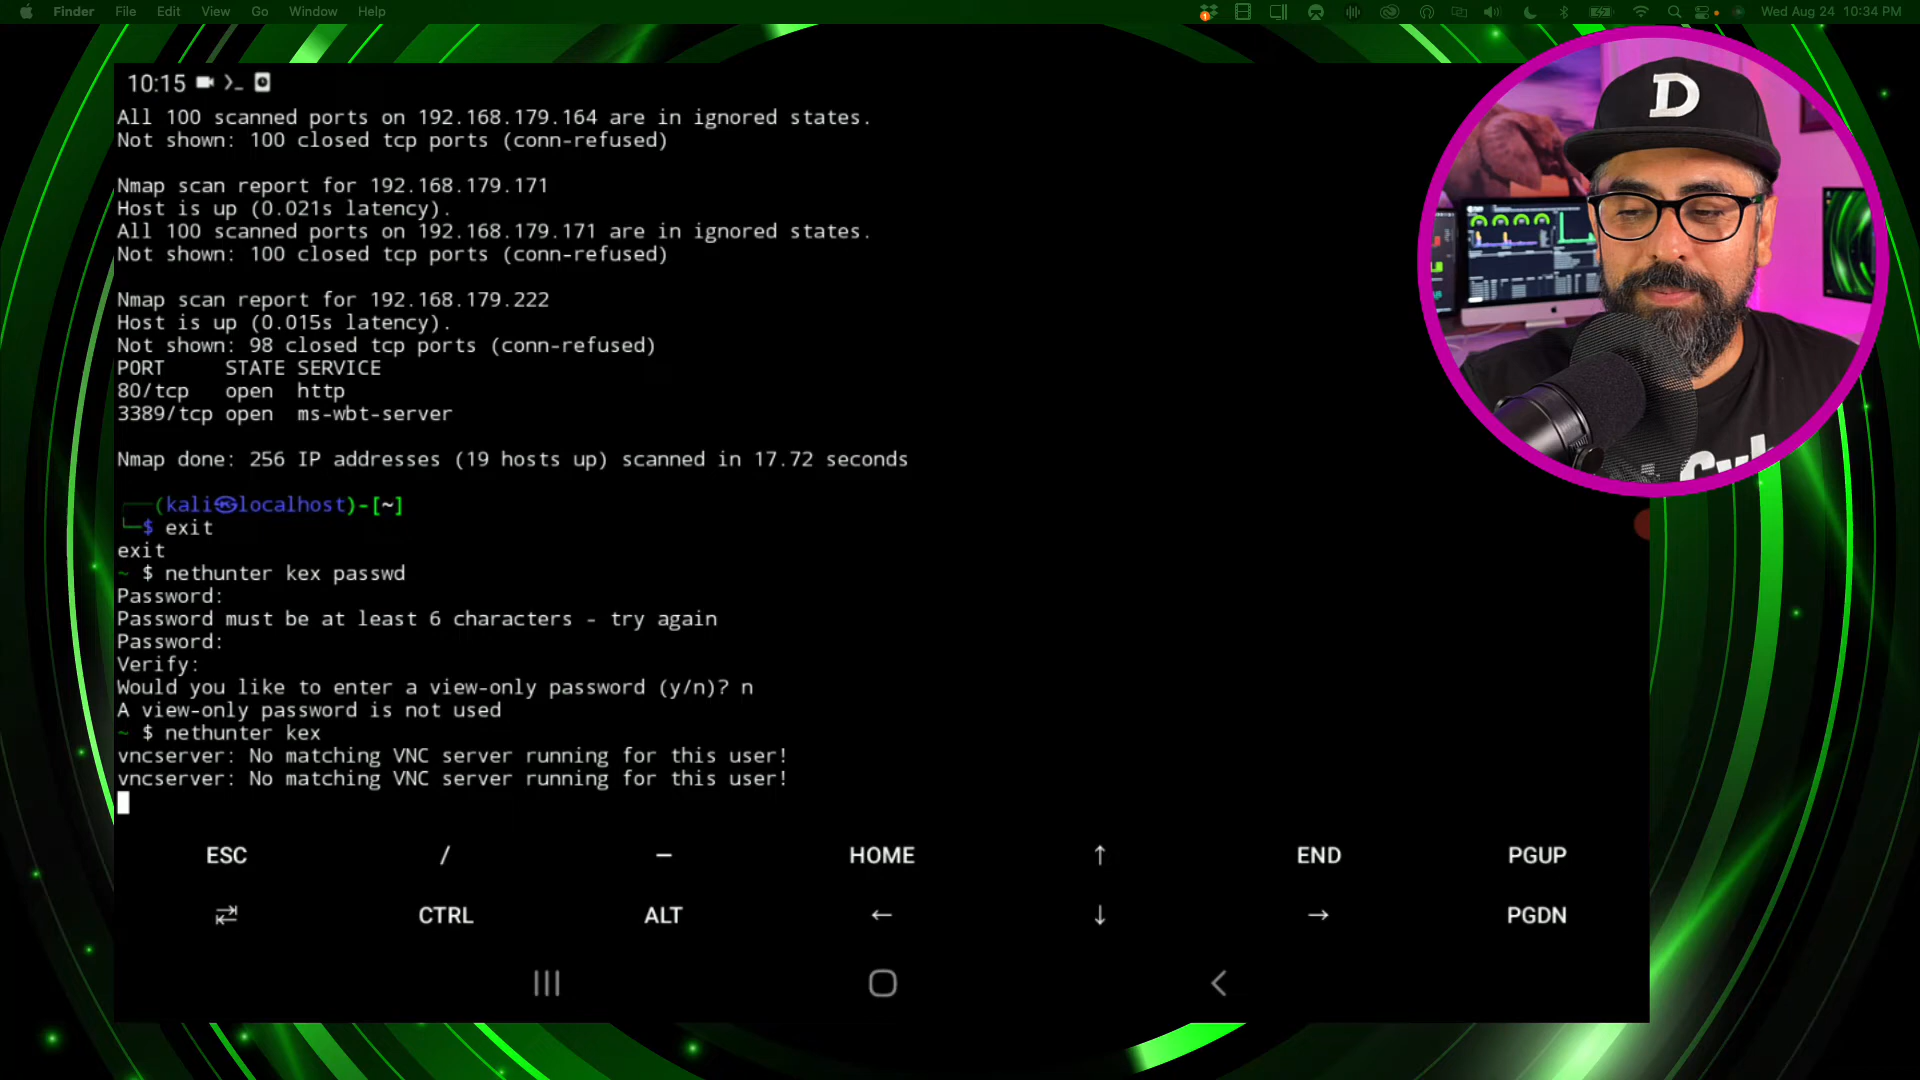 Finder File Edit View Go Window Help
Wed Aug 24 10:34 PM
10:15
All 100 scanned ports on 192.168.179.164 are in ignored states.
Not shown: 100 closed tcp ports (conn-refused)
Nmap scan report for 192.168.179.171
Host is up (0.021s latency).
All 100 scanned ports on 192.168.179.171 are in ignored states.
Not shown: 100 closed tcp ports (conn-refused)
Nmap scan report for 192.168.179.222
Host is up (0.015s latency).
Not shown: 98 closed tcp ports (conn-refused)
PORT STATE SERVICE
80/tcp open http
3389/tcp open ms-wbt-server
Nmap done: 256 IP addresses (19 hosts up) scanned in 17.72 seconds
┌──(kali㉿localhost)-[~]
└─$ exit
exit
~ $ nethunter kex passwd
Password:
Password must be at least 6 characters - try again
Password:
Verify:
Would you like to enter a view-only password (y/n)? n
A view-only password is not used
~ $ nethunter kex
vncserver: No matching VNC server running for this user!
vncserver: No matching VNC server running for this user!
ESC / — HOME ↑ END PGUP
⇄ CTRL ALT ← ↓ → PGDN
D